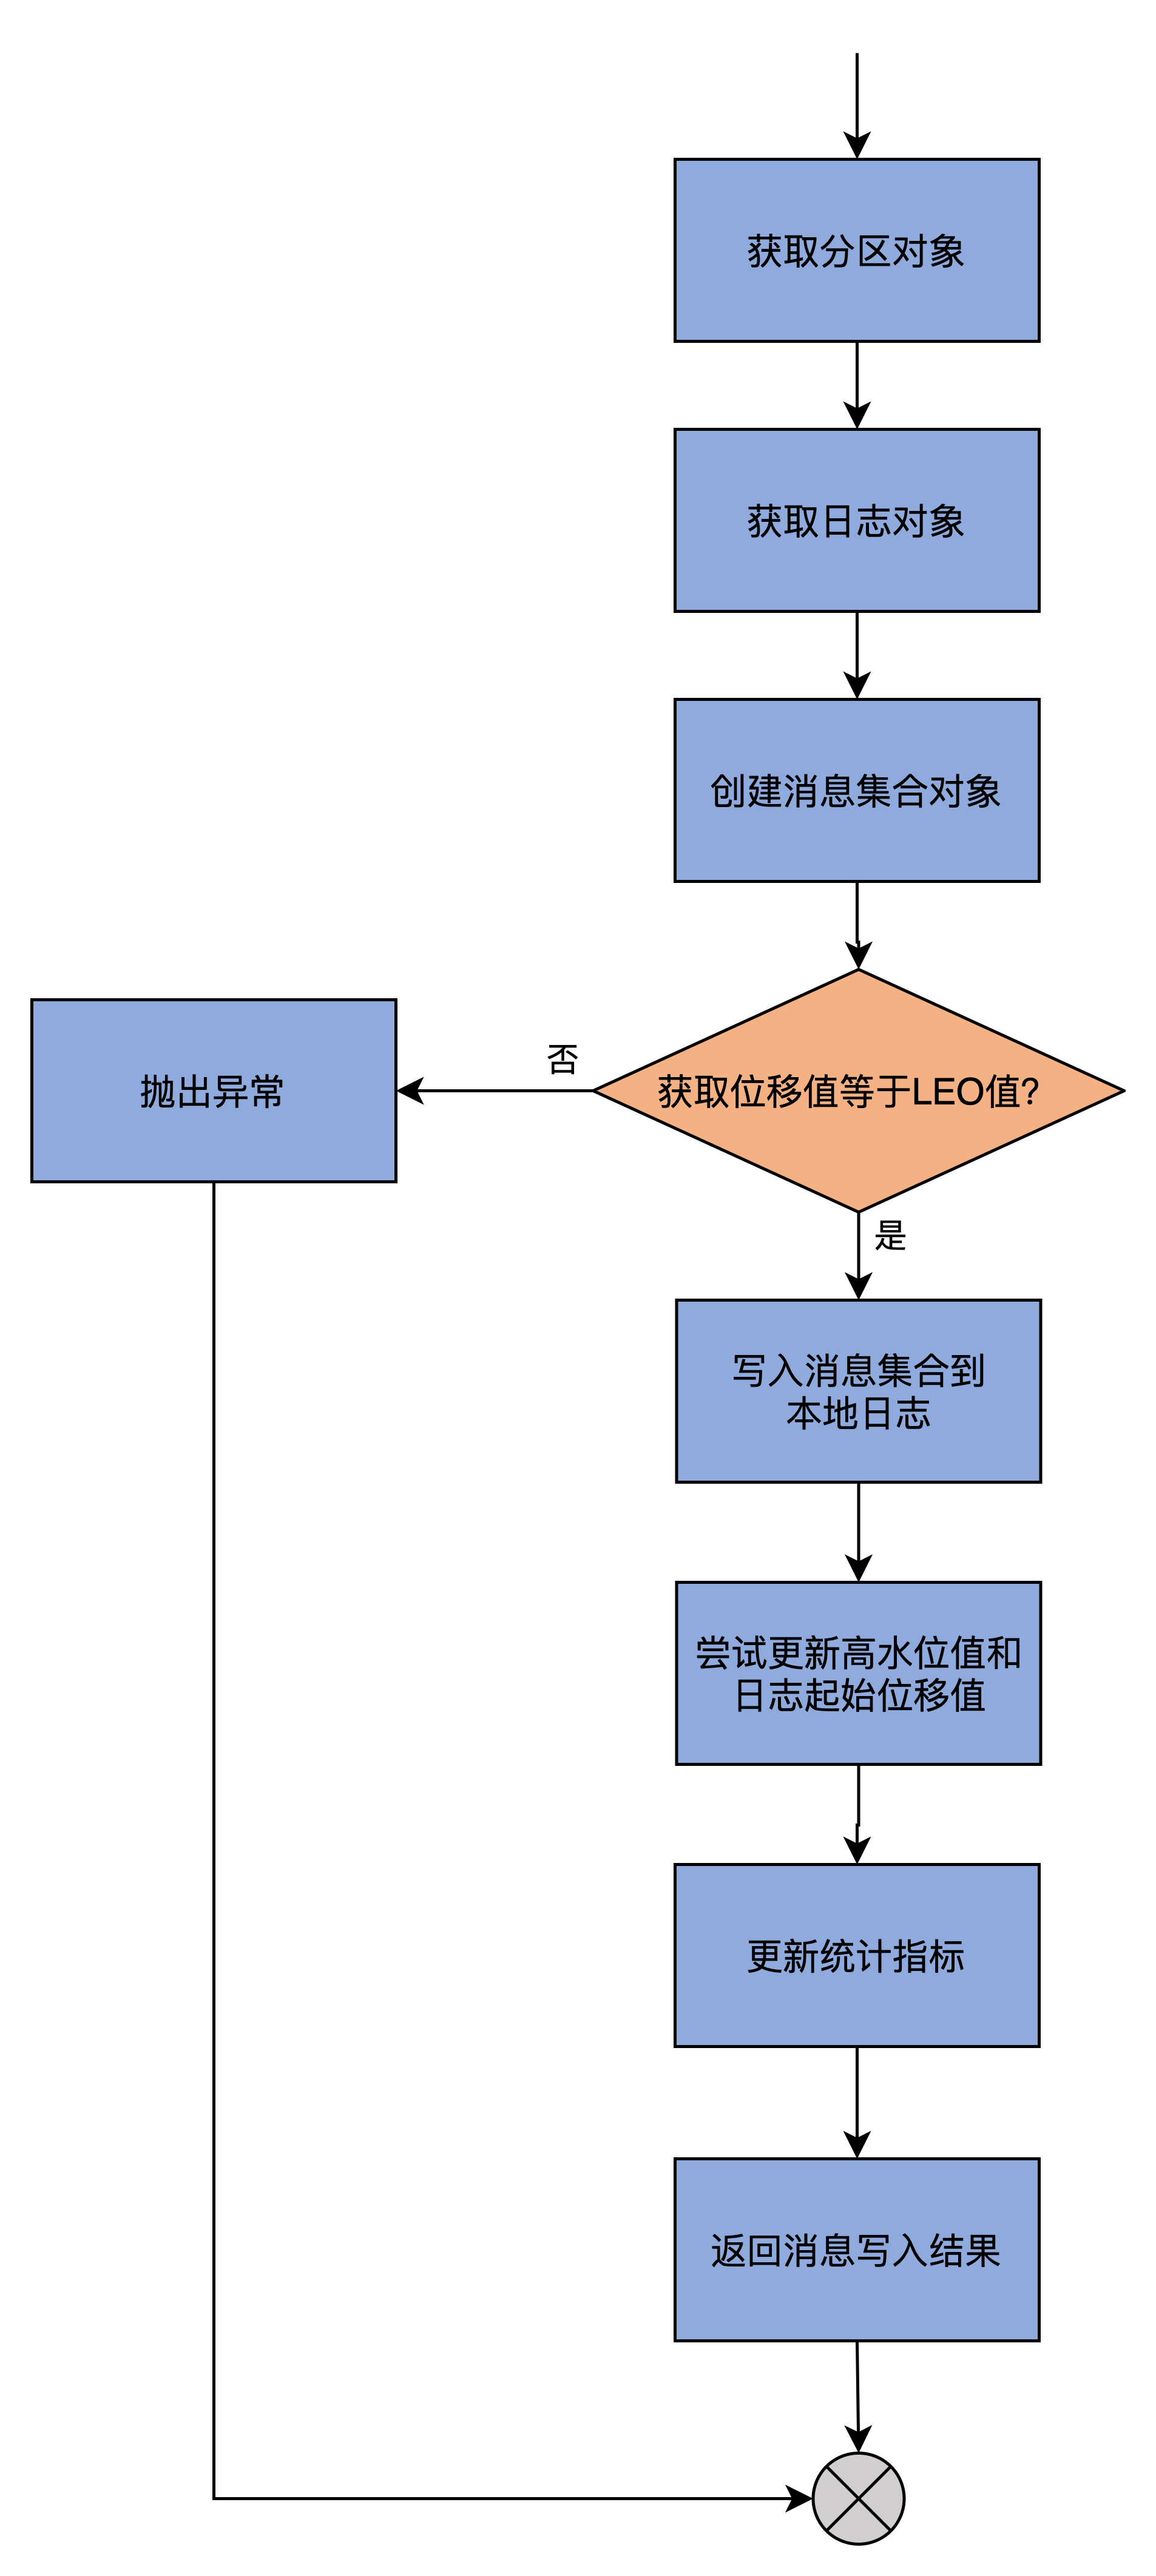 获取分区对象
获取日志对象
创建消息集合对象
抛出异常
否
获取位移值等于LEO值?
是
写入消息集合到
本地日志
尝试更新高水位值和
日志起始位移值
更新统计指标
返回消息写入结果